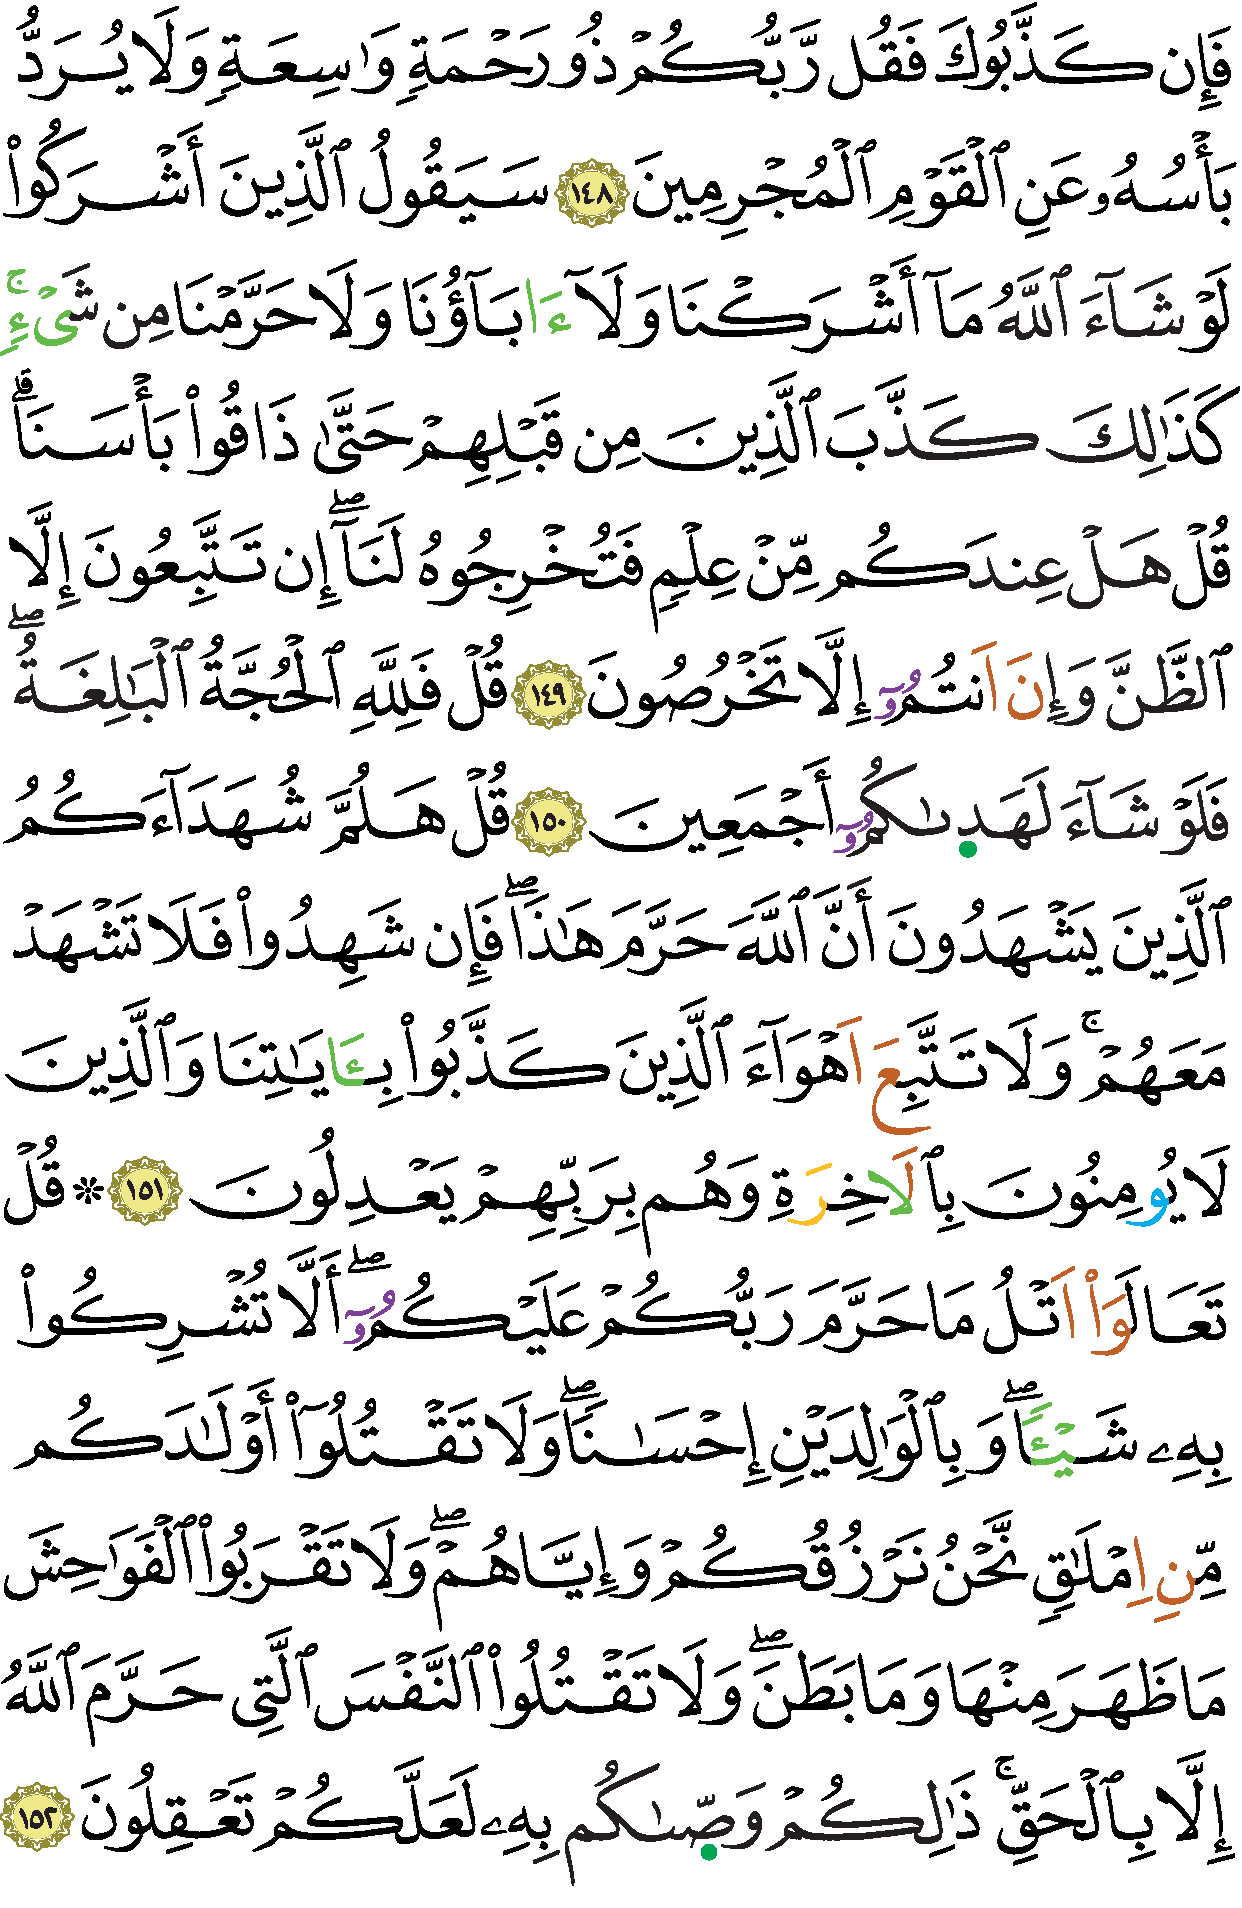 فَإِن كَذَّبُوكَ فَقُل رَّبُّكُمْ ذُو رَحْمَةٍ وَٰسِعَةٍ وَلَا يُرَدُّ
بَأْسُهُۥ عَنِ ٱلْقَوْمِ ٱلْمُجْرِمِينَ ١٤٨ سَيَقُولُ ٱلَّذِينَ أَشْرَكُوا۟
لَوْ شَآءَ ٱللَّهُ مَآ أَشْرَكْنَا وَلَآ ءَابَآؤُنَا وَلَا حَرَّمْنَا مِن شَىْءٍۚ
كَذَٰلِكَ كَذَّبَ ٱلَّذِينَ مِن قَبْلِهِمْ حَتَّىٰ ذَاقُوا۟ بَأْسَنَاۗ
قُلْ هَلْ عِندَكُم مِّنْ عِلْمٍ فَتُخْرِجُوهُ لَنَآۖ إِن تَتَّبِعُونَ إِلَّا
ٱلظَّنَّ وَإِنَ اَنتُمُۥٓ إِلَّا تَخْرُصُونَ ١٤٩ قُلْ فَلِلَّهِ ٱلْحُجَّةُ ٱلْبَٰلِغَةُۖ
فَلَوْ شَآءَ لَهَدِىٰكُمُۥٓ أَجْمَعِينَ ١٥٠ قُلْ هَلُمَّ شُهَدَآءَكُمُ
ٱلَّذِينَ يَشْهَدُونَ أَنَّ ٱللَّهَ حَرَّمَ هَٰذَاۖ فَإِن شَهِدُوا۟ فَلَا تَشْهَدْ
مَعَهُمْۚ وَلَا تَتَّبِعَ اَهْوَآءَ ٱلَّذِينَ كَذَّبُوا۟ بِـَٔايَٰتِنَا وَٱلَّذِينَ
لَا يُومِنُونَ بِٱلَاخِرَةِ وَهُم بِرَبِّهِمْ يَعْدِلُونَ ١٥١ ۞ قُلْ
تَعَالَوَا۟ اَتْلُ مَا حَرَّمَ رَبُّكُمْ عَلَيْكُمُۥٓۖ أَلَّا تُشْرِكُوا۟
بِهِۦ شَيْـًٔاۖ وَبِٱلْوَٰلِدَيْنِ إِحْسَٰنًاۖ وَلَا تَقْتُلُوٓا۟ أَوْلَٰدَكُم
مِّنِ اِمْلَٰقٍ نَّحْنُ نَرْزُقُكُمْ وَإِيَّاهُمْۖ وَلَا تَقْرَبُوا۟ ٱلْفَوَٰحِشَ
مَا ظَهَرَ مِنْهَا وَمَا بَطَنَۖ وَلَا تَقْتُلُوا۟ ٱلنَّفْسَ ٱلَّتِى حَرَّمَ ٱللَّهُ
إِلَّا بِٱلْحَقِّۚ ذَٰلِكُمْ وَصِّىٰكُم بِهِۦ لَعَلَّكُمْ تَعْقِلُونَ ١٥٢